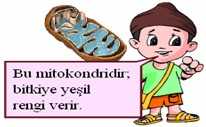 Bu mitokondridir;
bitkiye yeşil
rengi verir.